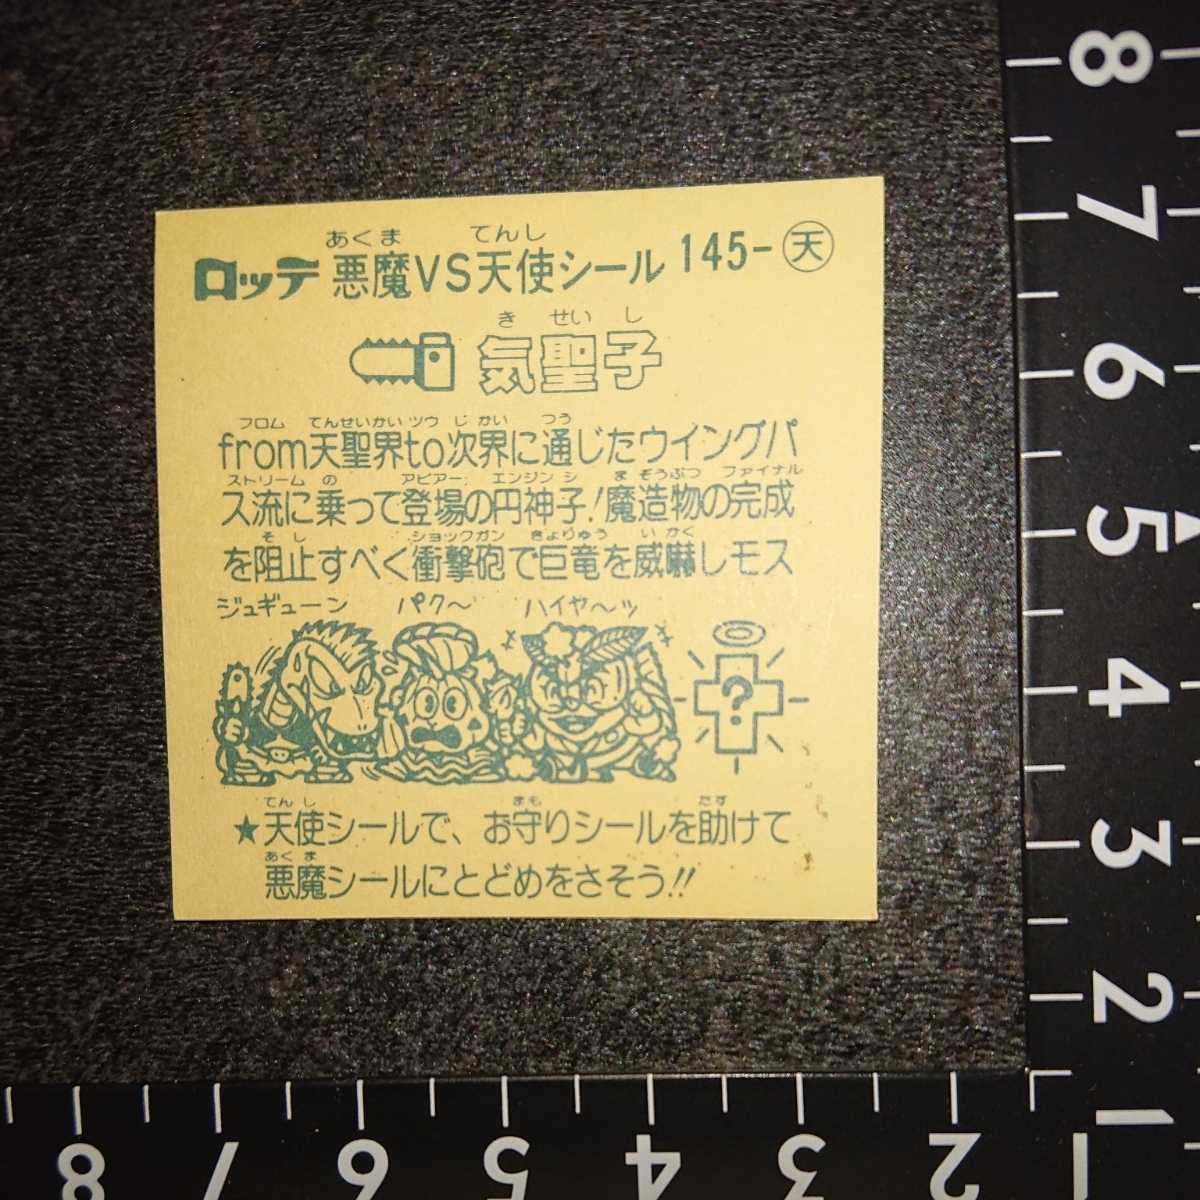 あくま てんし
ロッテ 悪魔VS天使シール 145-天
き せいし
気聖子
フロム てんせいかい ツウ じかい つう
from天聖界to次界に通じたウイングパ
ストリーム の アピアー エンジンシ まぞうぶつ ファイナル
ス流に乗って登場の円神子!魔造物の完成
そし ショックガン きょりゅう いかく
を阻止すべく衝撃砲で巨竜を威嚇しモス
ジュギューン パク〜 ハイヤ〜ッ
?
てんし まも たす
★天使シールで、お守りシールを助けて
あくま
悪魔シールにとどめをさそう!!
8
7
6
5
4
3
2
1
8 7 6 5 4 3 2 1